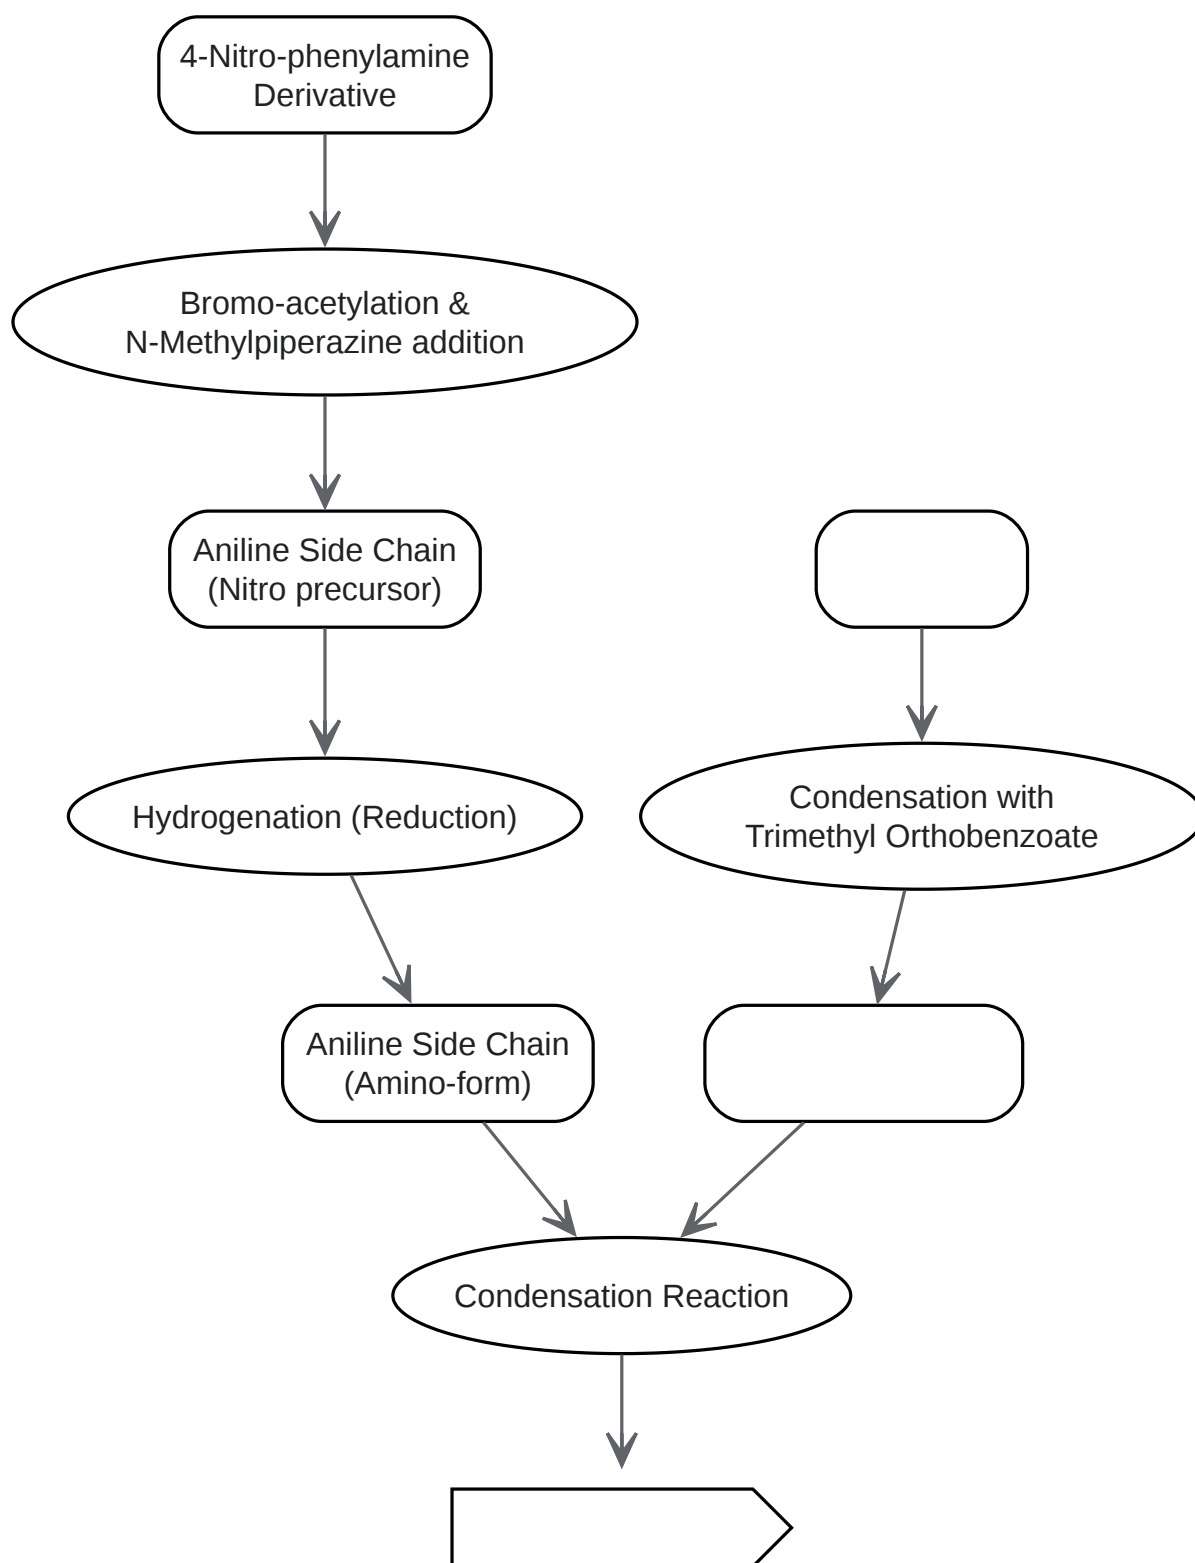 4-Nitro-phenylamine
Derivative
Bromo-acetylation &
N-Methylpiperazine addition
Aniline Side Chain
(Nitro precursor)
Hydrogenation (Reduction)
Condensation with
Trimethyl Orthobenzoate
Aniline Side Chain
(Amino-form)
Condensation Reaction